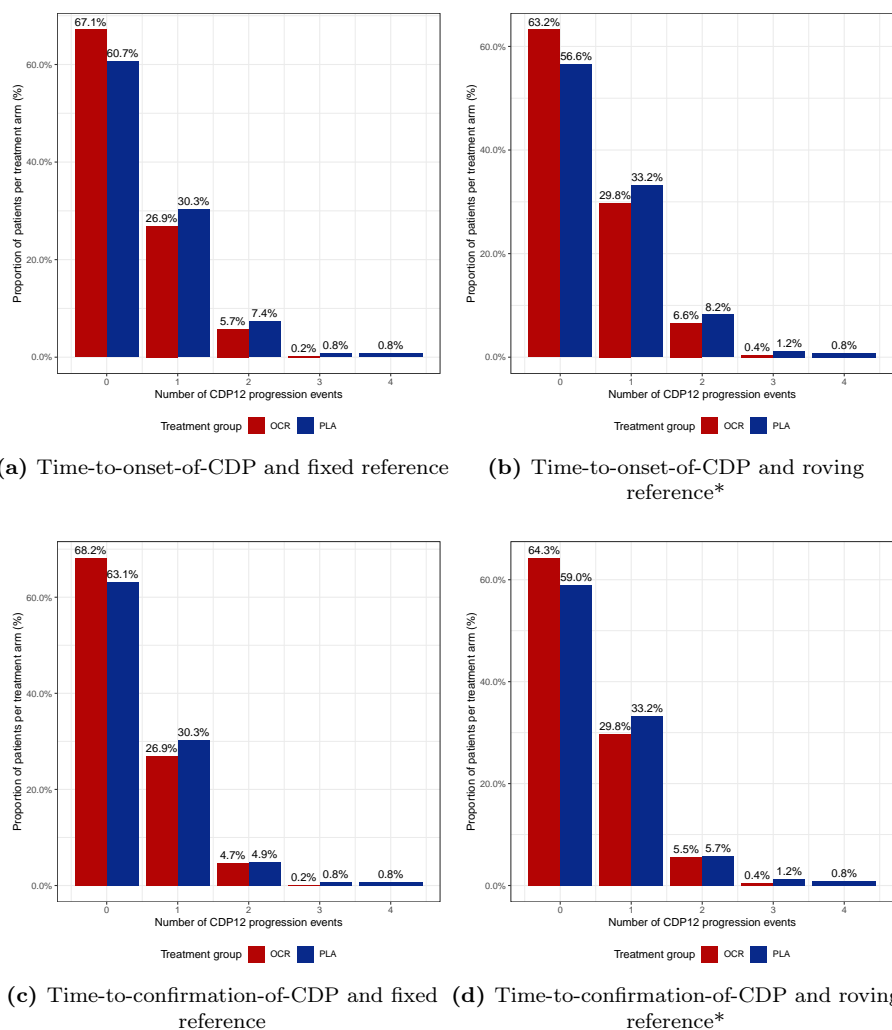 67.1%
60.7%
26.9%
30.3%
5.7%
7.4%
0.2%
0.8%
0.8%
60.0%
40.0%
20.0%
0.0%
Proportion of patients per treatment arm (%)
0 1 2 3 4
Number of CDP12 progression events
Treatment group OCR PLA
(a) Time-to-onset-of-CDP and fixed reference
63.2%
56.6%
29.8%
33.2%
6.6%
8.2%
0.4%
1.2%
0.8%
60.0%
40.0%
20.0%
0.0%
Proportion of patients per treatment arm (%)
0 1 2 3 4
Number of CDP12 progression events
Treatment group OCR PLA
(b) Time-to-onset-of-CDP and roving
reference*
68.2%
63.1%
26.9%
30.3%
4.7%
4.9%
0.2%
0.8%
0.8%
60.0%
40.0%
20.0%
0.0%
Proportion of patients per treatment arm (%)
0 1 2 3 4
Number of CDP12 progression events
Treatment group OCR PLA
(c) Time-to-confirmation-of-CDP and fixed
reference
64.3%
59.0%
29.8%
33.2%
5.5%
5.7%
0.4%
1.2%
0.8%
60.0%
40.0%
20.0%
0.0%
Proportion of patients per treatment arm (%)
0 1 2 3 4
Number of CDP12 progression events
Treatment group OCR PLA
(d) Time-to-confirmation-of-CDP and roving
reference*